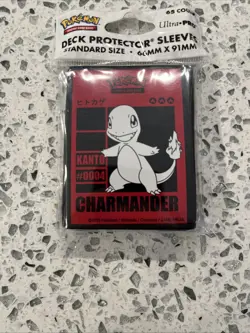 Pokémon
65 COUNT
Ultra·PRO
DECK PROTECTOR® SLEEVES
STANDARD SIZE • 66MM X 91MM
ヒトカゲ
KANTO
#0004
CHARMANDER